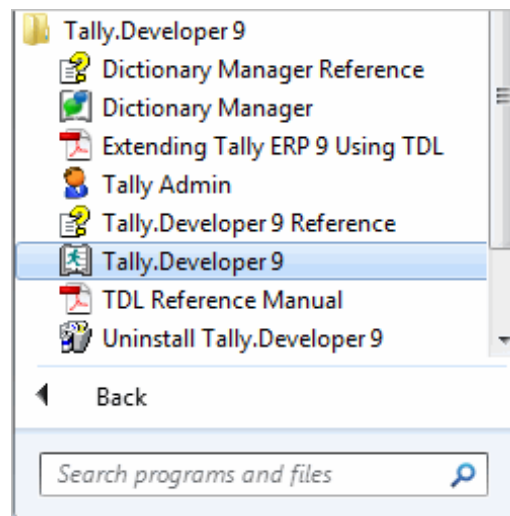 Tally.Developer 9
Dictionary Manager Reference
Dictionary Manager
Extending Tally ERP 9 Using TDL
Tally Admin
Tally.Developer 9 Reference
Tally.Developer 9
TDL Reference Manual
Uninstall Tally.Developer 9
Back
Search programs and files